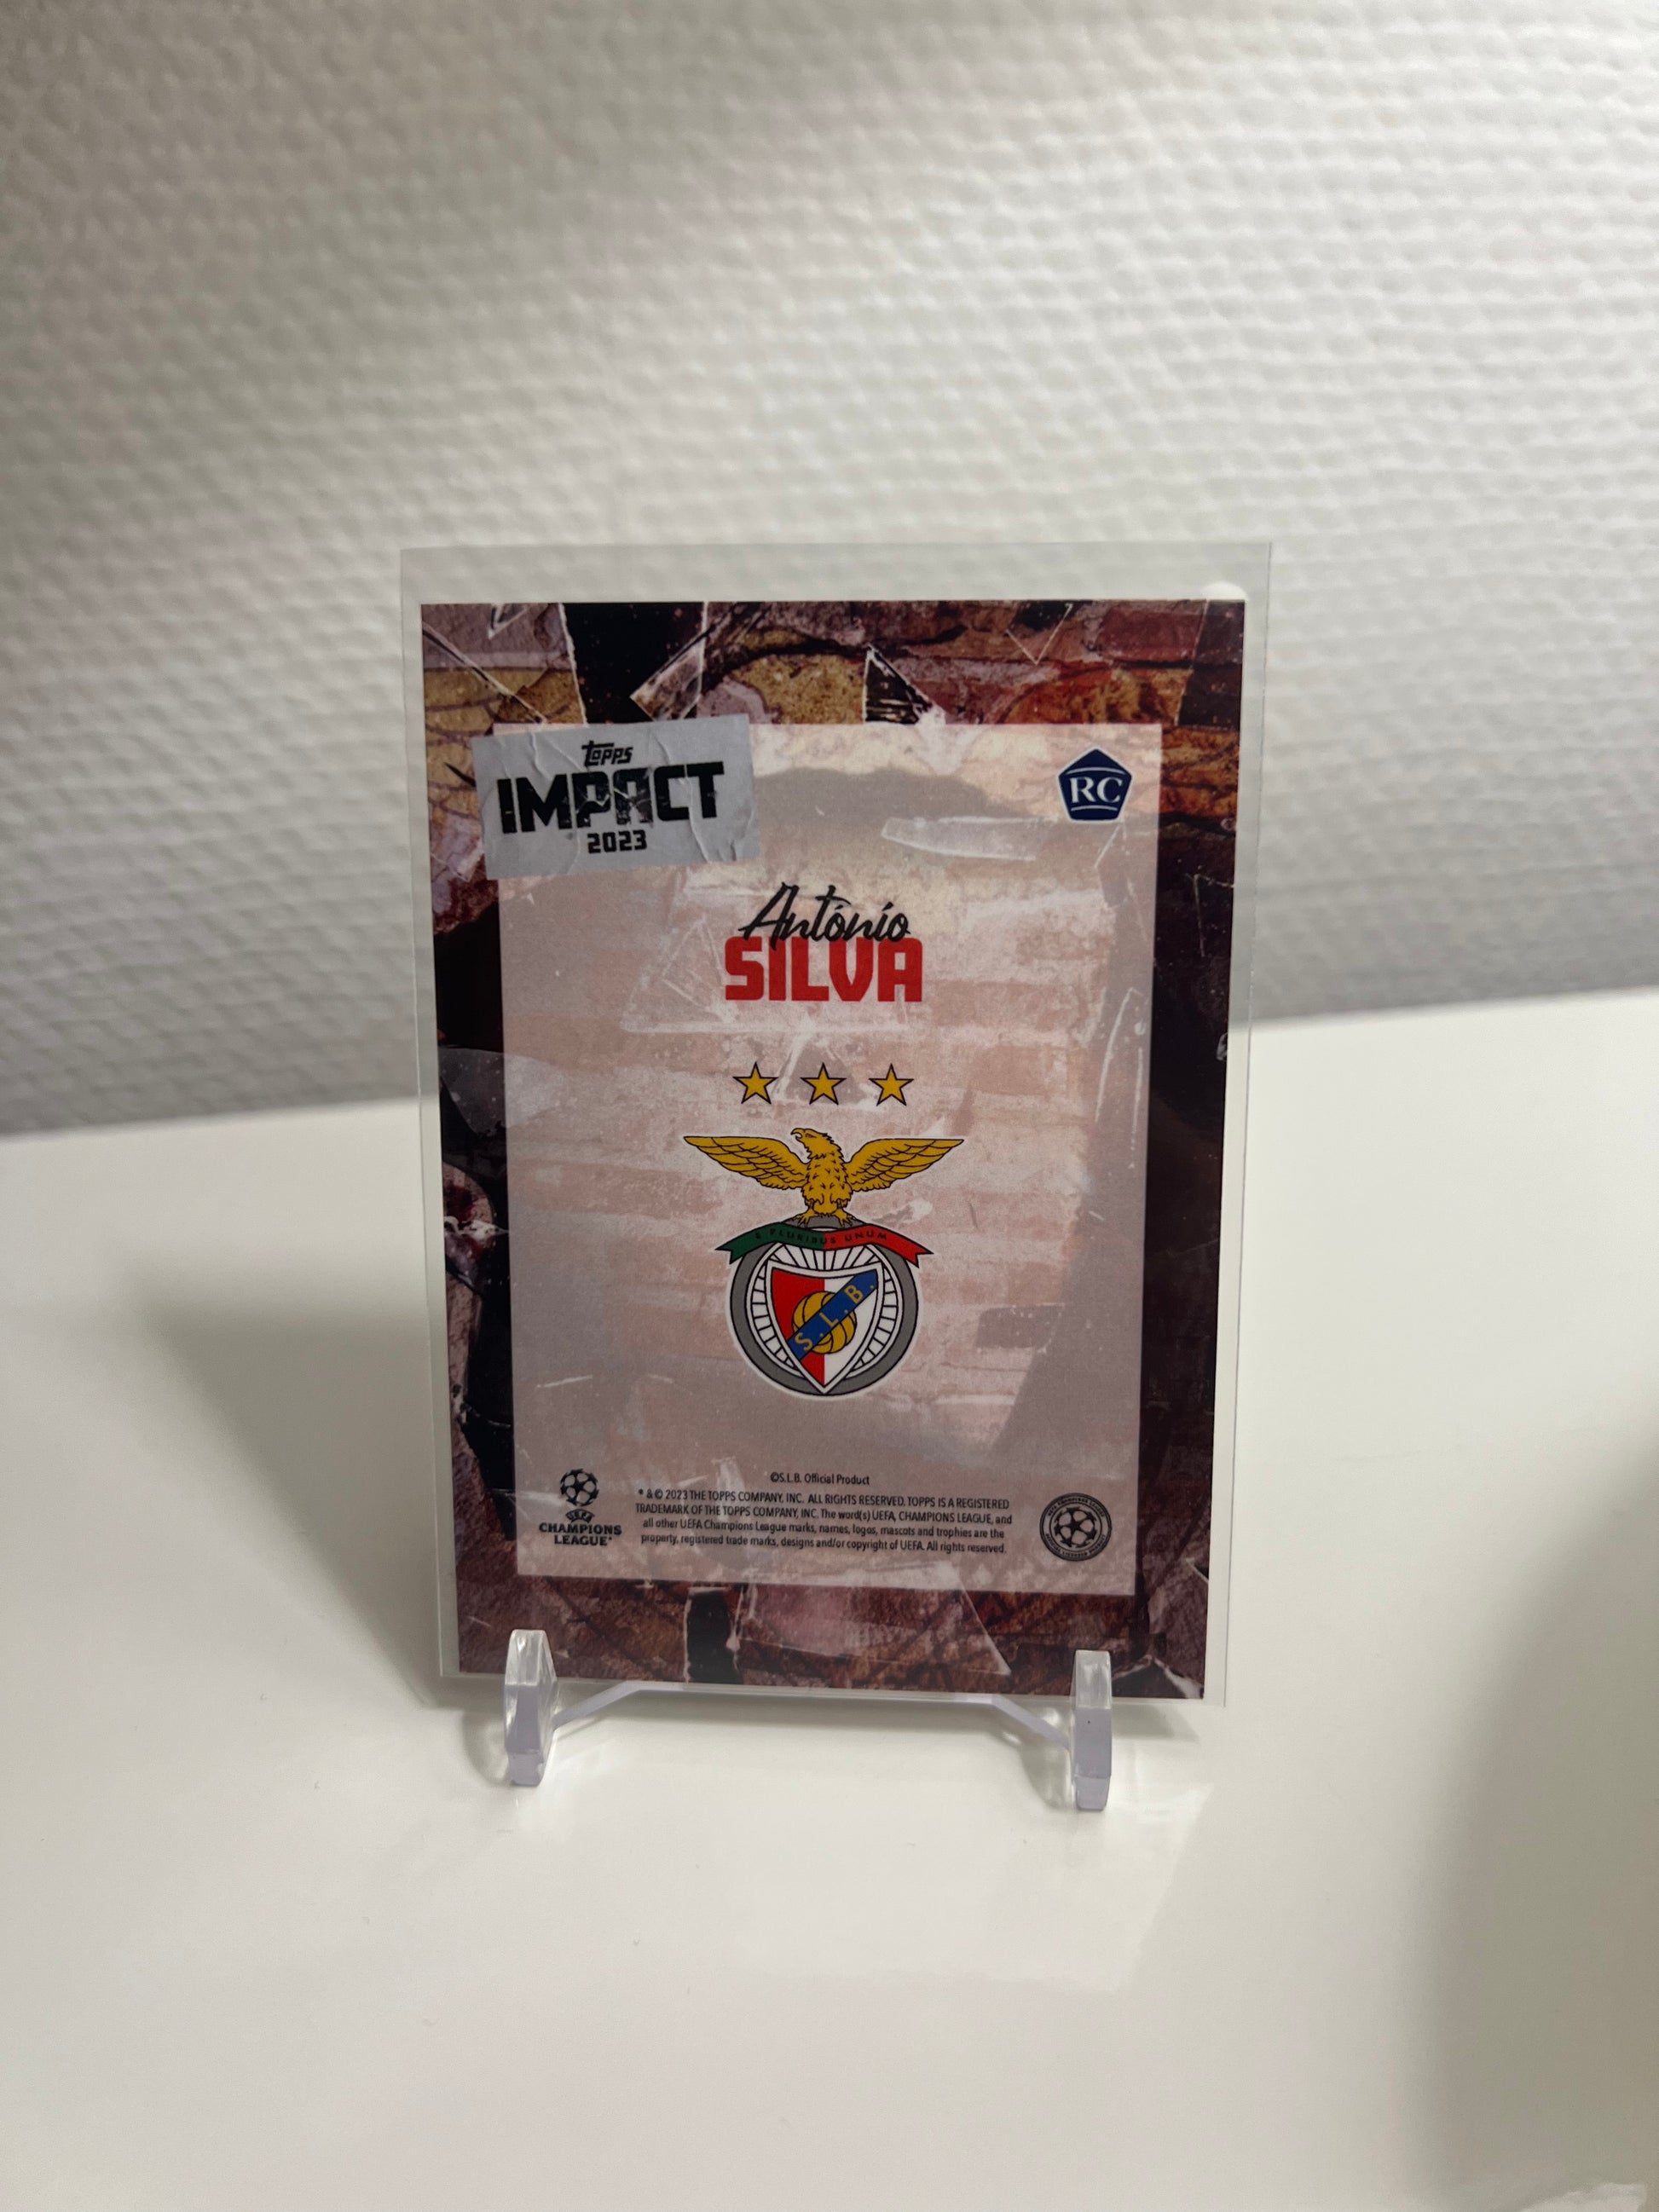 topps
IMPACT
2023
RC
António
SILVA
E PLURIBUS UNUM
S.L.B.
©S.L.B. Official Product
* & © 2023 THE TOPPS COMPANY, INC. ALL RIGHTS RESERVED. TOPPS IS A REGISTERED
TRADEMARK OF THE TOPPS COMPANY, INC. The word(s) UEFA, CHAMPIONS LEAGUE, and
all other UEFA Champions League marks, names, logos, mascots and trophies are the
property, registered trade marks, designs and/or copyright of UEFA. All rights reserved.
UEFA
CHAMPIONS
LEAGUE